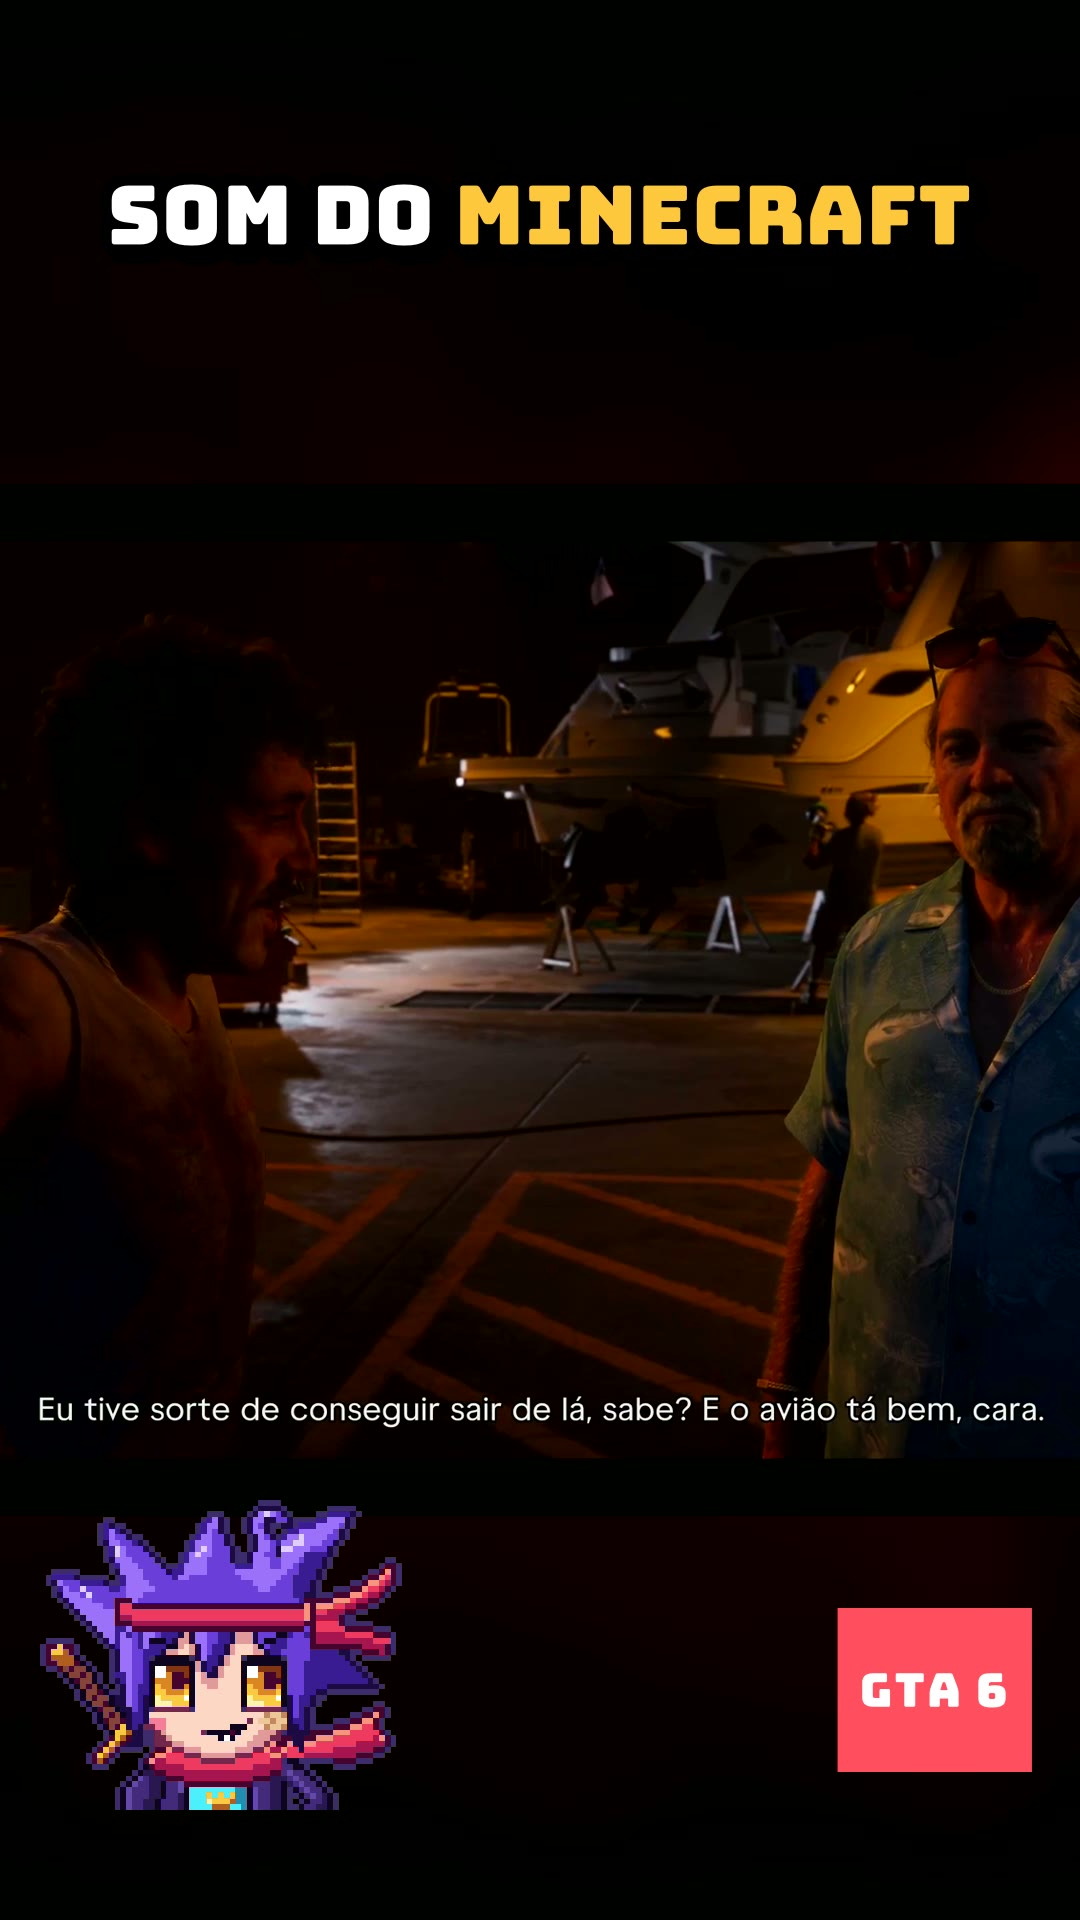 SOM DO MINECRAFT
Eu tive sorte de conseguir sair de lá, sabe? E o avião tá bem, cara.
GTA 6